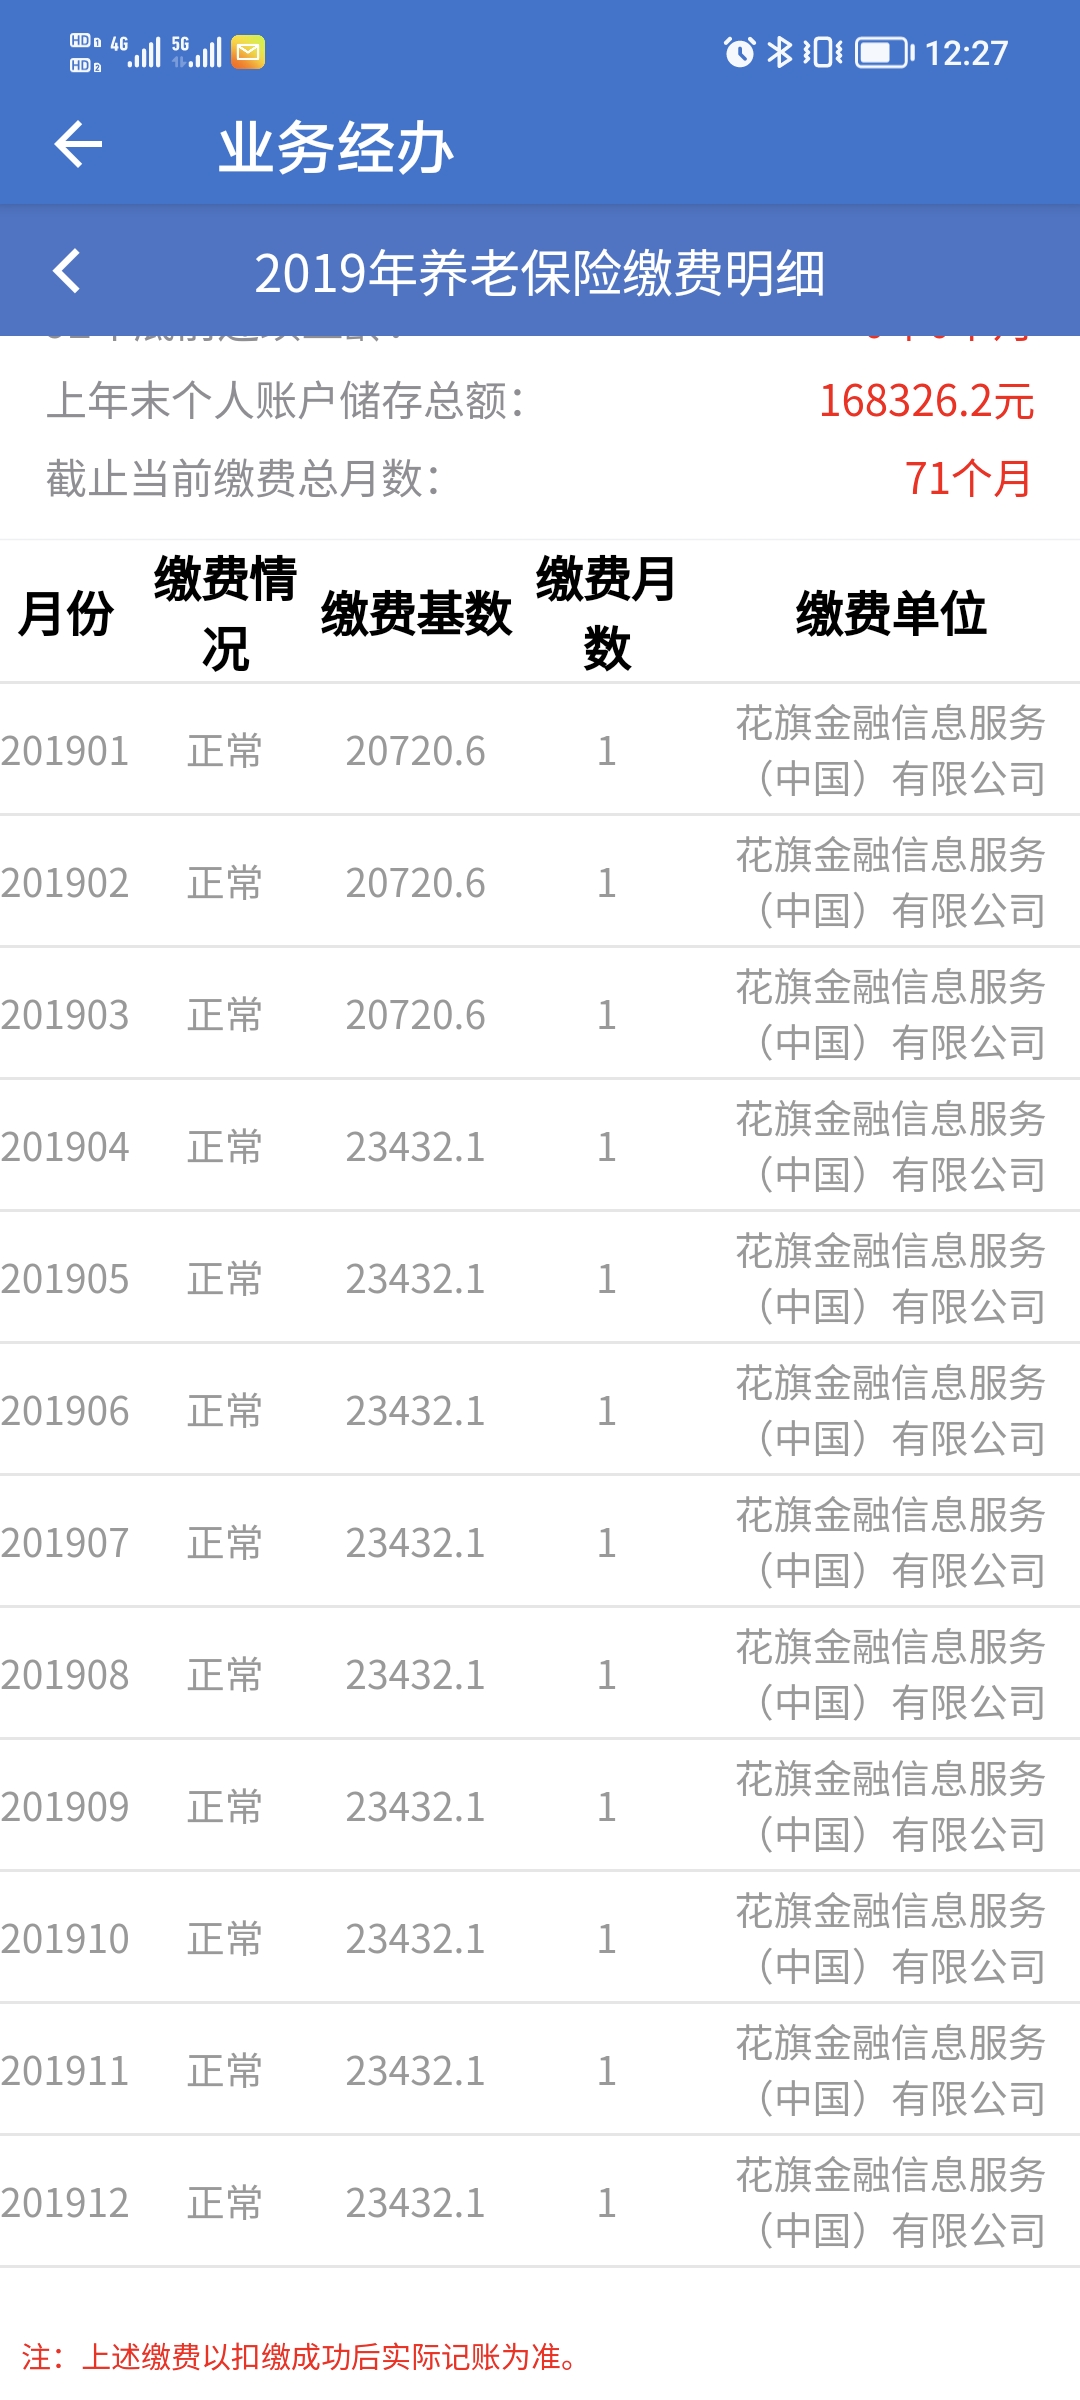 HD 1 4G 5G 12:27
HD 2
业务经办
2019年养老保险缴费明细
上年末个人账户储存总额： 168326.2元
截止当前缴费总月数： 71个月
月份 缴费情况 缴费基数 缴费月数 缴费单位
201901 正常 20720.6 1 花旗金融信息服务（中国）有限公司
201902 正常 20720.6 1 花旗金融信息服务（中国）有限公司
201903 正常 20720.6 1 花旗金融信息服务（中国）有限公司
201904 正常 23432.1 1 花旗金融信息服务（中国）有限公司
201905 正常 23432.1 1 花旗金融信息服务（中国）有限公司
201906 正常 23432.1 1 花旗金融信息服务（中国）有限公司
201907 正常 23432.1 1 花旗金融信息服务（中国）有限公司
201908 正常 23432.1 1 花旗金融信息服务（中国）有限公司
201909 正常 23432.1 1 花旗金融信息服务（中国）有限公司
201910 正常 23432.1 1 花旗金融信息服务（中国）有限公司
201911 正常 23432.1 1 花旗金融信息服务（中国）有限公司
201912 正常 23432.1 1 花旗金融信息服务（中国）有限公司
注：上述缴费以扣缴成功后实际记账为准。